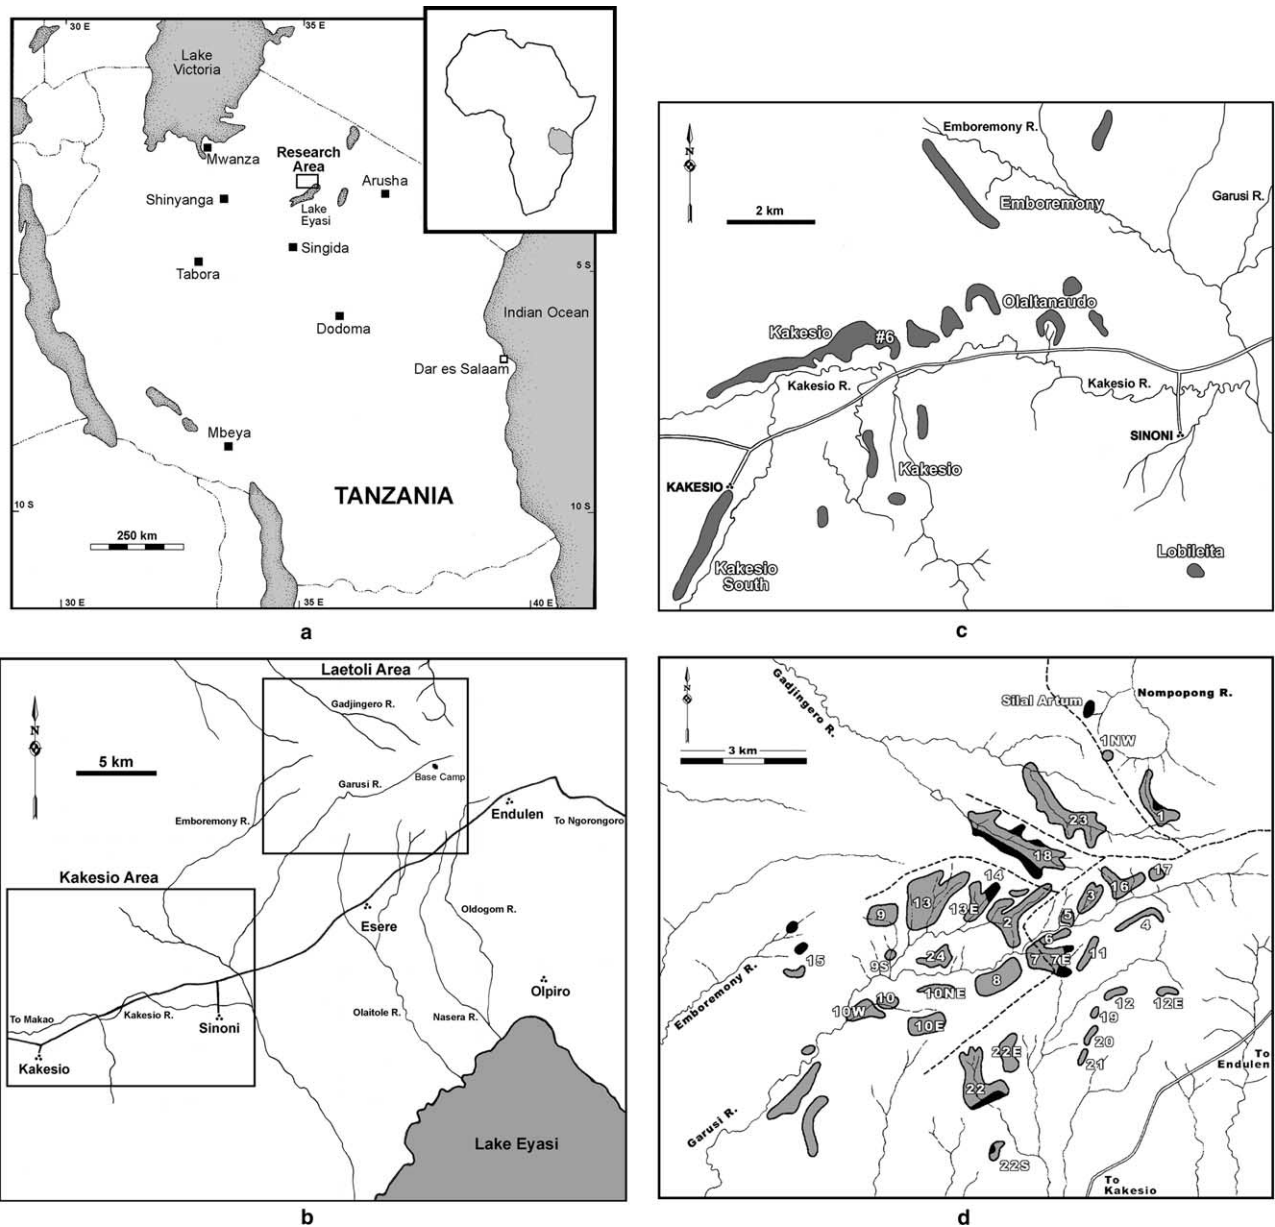 30 E
35 E
Lake
Victoria
Mwanza
Research
Area
Arusha
Shinyanga
Lake
Eyasi
Singida
Tabora
5 S
Indian Ocean
Dodoma
Dar es Salaam
Mbeya
TANZANIA
10 S
10 S
250 km
30 E
35 E
40 E
a
N
Emboremony R.
Garusi R.
2 km
Emboremony
Olaltanaudo
Kakesio
#6
Kakesio R.
Kakesio R.
SINONI
Kakesio
KAKESIO
Lobileita
Kakesio
South
c
Laetoli Area
Gadjingero R.
N
5 km
Base Camp
Garusi R.
Endulen
To Ngorongoro
Emboremony R.
Kakesio Area
Oldogom R.
Esere
Olpiro
To Makao
Kakesio R.
Sinoni
Olaitole R.
Nasera R.
Kakesio
Lake Eyasi
b
N
Gadjingero R.
Silal Artum
Nompopong R.
1NW
3 km
23
1
18
17
14
16
13
13E
3
9
2
5
4
6
24
7
7E
11
15
9S
8
Emboremony R.
10
10NE
12
12E
10W
10E
19
20
22E
21
To
Endulen
22
Garusi R.
22S
To
Kakesio
d